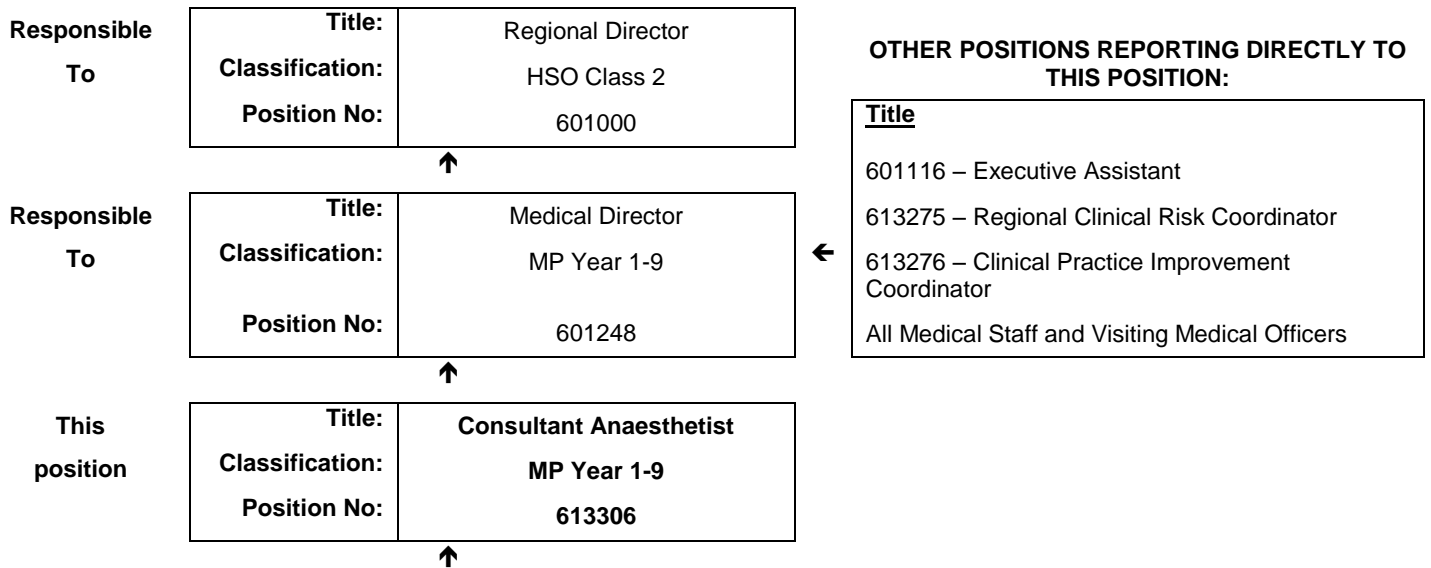 Responsible
To
Title: Regional Director
Classification: HSO Class 2
Position No: 601000
OTHER POSITIONS REPORTING DIRECTLY TO
THIS POSITION:
Title
601116 – Executive Assistant
613275 – Regional Clinical Risk Coordinator
613276 – Clinical Practice Improvement
Coordinator
All Medical Staff and Visiting Medical Officers
Responsible
To
Title: Medical Director
Classification: MP Year 1-9
Position No: 601248
This
position
Title: Consultant Anaesthetist
Classification: MP Year 1-9
Position No: 613306